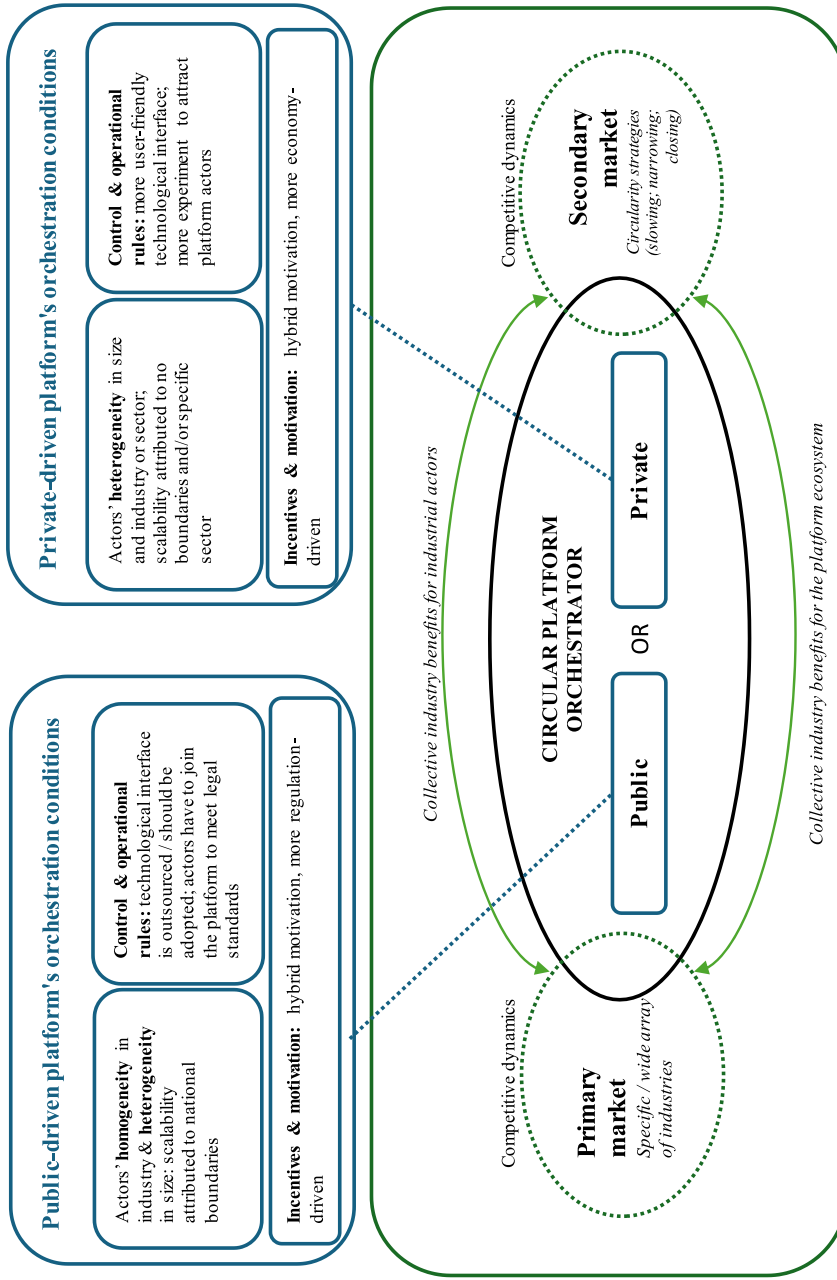 Public-driven platform's orchestration conditions
Actors' homogeneity in
industry & heterogeneity
in size: scalability
attributed to national
boundaries
Control & operational
rules: technological interface
is outsourced / should be
adopted; actors have to join
the platform to meet legal
standards
Incentives & motivation: hybrid motivation, more regulation-
driven
Private-driven platform's orchestration conditions
Actors' heterogeneity in size
and industry or sector;
scalability attributed to no
boundaries and/or specific
sector
Control & operational
rules: more user-friendly
technological interface;
more experiment to attract
platform actors
Incentives & motivation: hybrid motivation, more economy-
driven
Collective industry benefits for industrial actors
Competitive dynamics
Primary
market
Specific / wide array
of industries
CIRCULAR PLATFORM
ORCHESTRATOR
Public
OR
Private
Competitive dynamics
Secondary
market
Circularity strategies
(slowing; narrowing;
closing)
Collective industry benefits for the platform ecosystem